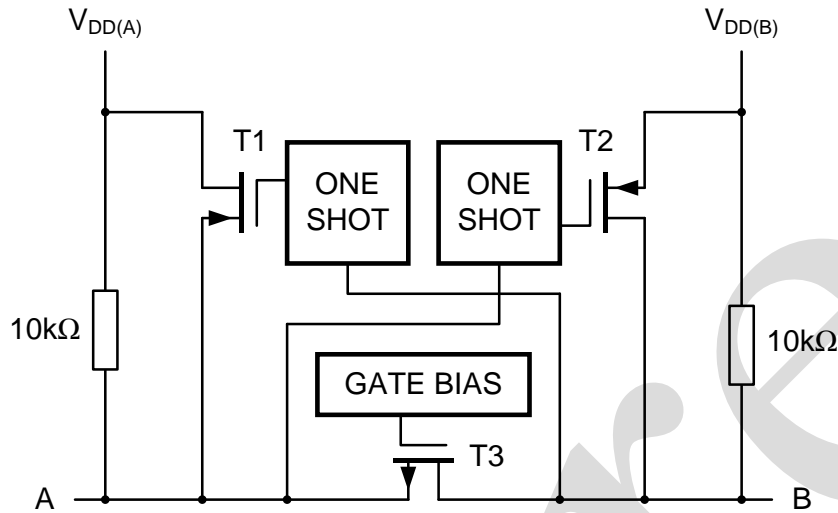 VDD(A)
VDD(B)
T1
ONE
SHOT
ONE
SHOT
T2
10kΩ
10kΩ
GATE BIAS
T3
A
B